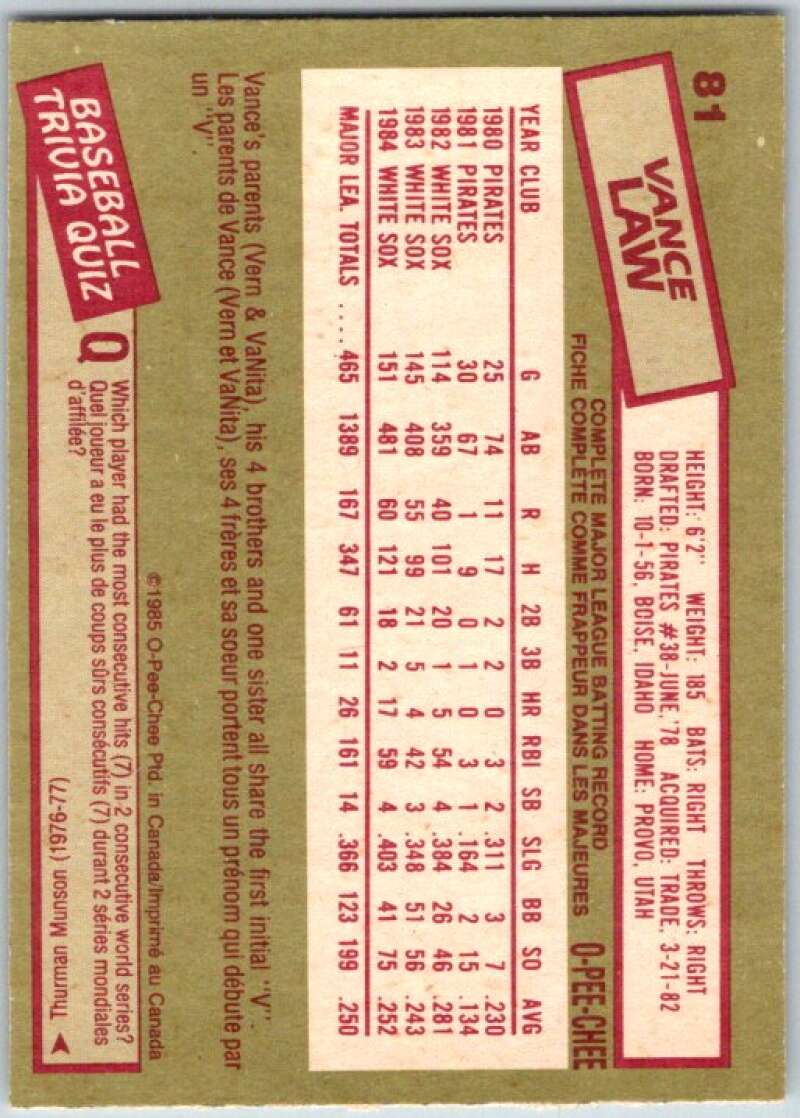 81
VANCE
LAW
HEIGHT: 6'2" WEIGHT: 185 BATS: RIGHT THROWS: RIGHT
DRAFTED: PIRATES #38-JUNE,'78 ACQUIRED: TRADE, 3-21-82
BORN: 10-1-56, BOISE, IDAHO HOME: PROVO, UTAH
COMPLETE MAJOR LEAGUE BATTING RECORD
FICHE COMPLÈTE COMME FRAPPEUR DANS LES MAJEURES O-PEE-CHEE
YEAR CLUB G AB R H 2B 3B HR RBI SB SLG BB SO AVG
1980 PIRATES 25 74 11 17 2 2 0 3 2 .311 3 7 .230
1981 PIRATES 30 67 1 9 0 1 0 3 1 .164 2 15 .134
1982 WHITE SOX 114 359 40 101 20 1 5 54 4 .384 26 46 .281
1983 WHITE SOX 145 408 55 99 21 5 4 42 3 .348 51 56 .243
1984 WHITE SOX 151 481 60 121 18 2 17 59 4 .403 41 75 .252
MAJOR LEA. TOTALS .... 465 1389 167 347 61 11 26 161 14 .366 123 199 .250
Vance's parents (Vern & VaNita), his 4 brothers and one sister all share the first initial "V".
Les parents de Vance (Vern et VaNita), ses 4 frères et sa soeur portent tous un prénom qui débute par
un "V".
©1985 O-Pee-Chee Ptd. in Canada/Imprimé au Canada
BASEBALL
TRIVIA QUIZ
Q Which player had the most consecutive hits (7) in 2 consecutive world series?
Quel joueur a eu le plus de coups sûrs consécutifs (7) durant 2 séries mondiales
d'affilée?
Thurman Munson (1976-77)